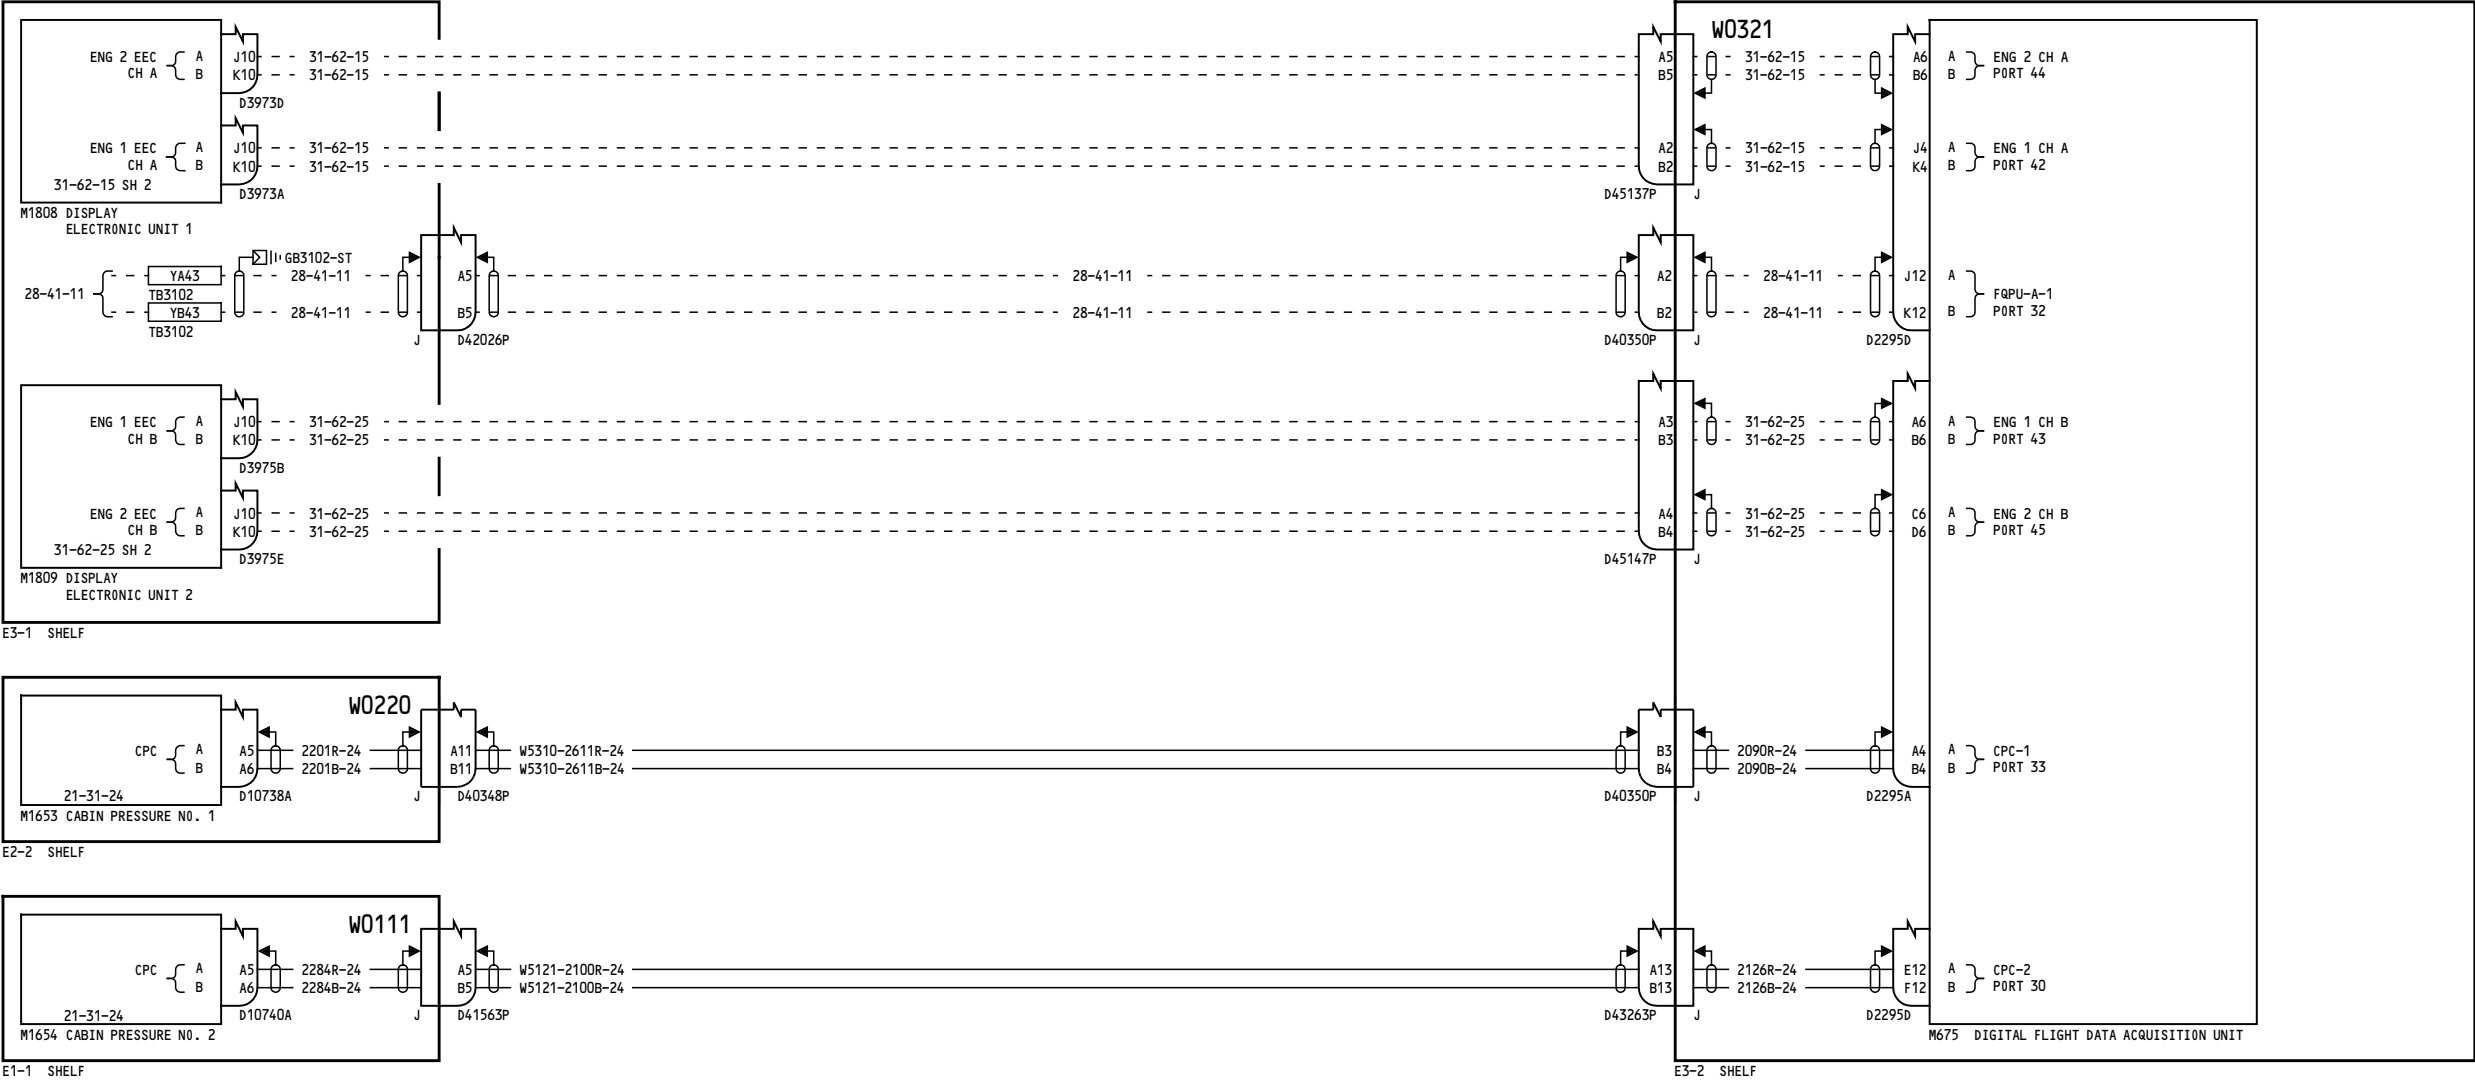 W0321
ENG 2 EEC A J10 31-62-15 A5 31-62-15 A6 A ENG 2 CH A
CH A B K10 31-62-15 B5 31-62-15 B6 B PORT 44
D3973D
ENG 1 EEC A J10 31-62-15 A2 31-62-15 J4 A ENG 1 CH A
CH A B K10 31-62-15 B2 31-62-15 K4 B PORT 42
31-62-15 SH 2
D3973A D45137P J
M1808 DISPLAY
ELECTRONIC UNIT 1
GB3102-ST
YA43 28-41-11 A5 28-41-11 A2 28-41-11 J12 A
28-41-11 TB3102 FQPU-A-1
YB43 28-41-11 B5 28-41-11 B2 28-41-11 K12 B PORT 32
TB3102
J D42026P D40350P J D2295D
ENG 1 EEC A J10 31-62-25 A3 31-62-25 A6 A ENG 1 CH B
CH B B K10 31-62-25 B3 31-62-25 B6 B PORT 43
D3975B
ENG 2 EEC A J10 31-62-25 A4 31-62-25 C6 A ENG 2 CH B
CH B B K10 31-62-25 B4 31-62-25 D6 B PORT 45
31-62-25 SH 2
D3975E D45147P J
M1809 DISPLAY
ELECTRONIC UNIT 2
E3-1 SHELF
W0220
CPC A A5 2201R-24 A11 W5310-2611R-24 B3 2090R-24 A4 A CPC-1
B A6 2201B-24 B11 W5310-2611B-24 B4 2090B-24 B4 B PORT 33
21-31-24 D10738A J D40348P D40350P J D2295A
M1653 CABIN PRESSURE NO. 1
E2-2 SHELF
W0111
CPC A A5 2284R-24 A5 W5121-2100R-24 A13 2126R-24 E12 A CPC-2
B A6 2284B-24 B5 W5121-2100B-24 B13 2126B-24 F12 B PORT 30
21-31-24 D10740A J D41563P D43263P J D2295D
M1654 CABIN PRESSURE NO. 2 M675 DIGITAL FLIGHT DATA ACQUISITION UNIT
E1-1 SHELF E3-2 SHELF